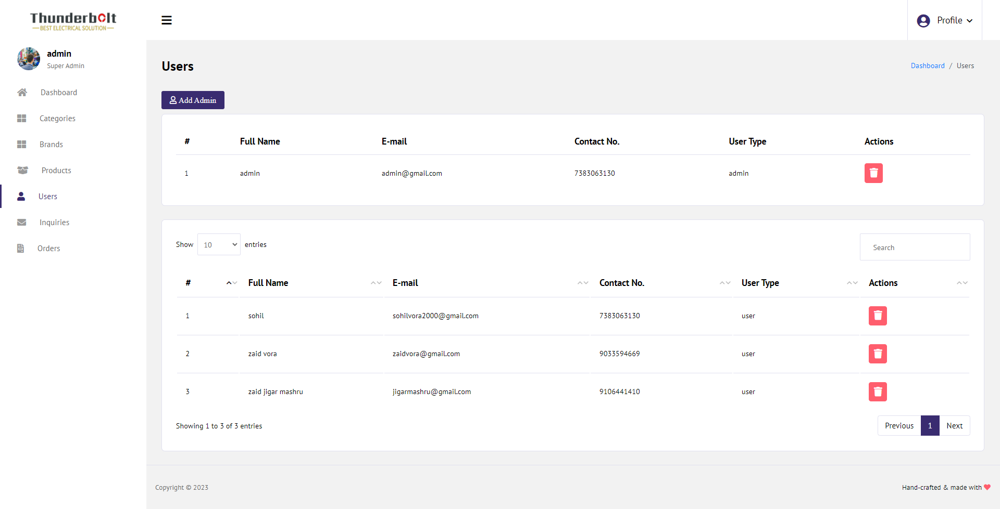 Thunderbolt
BEST ELECTRICAL SOLUTION
Profile
admin
Super Admin
Dashboard
Categories
Brands
Products
Users
Inquiries
Orders
Users
Dashboard / Users
Add Admin
# Full Name E-mail Contact No. User Type Actions
1 admin admin@gmail.com 7383063130 admin
Show 10 entries
Search
# Full Name E-mail Contact No. User Type Actions
1 sohil sohilvora2000@gmail.com 7383063130 user
2 zaid vora zaidvora@gmail.com 9033594669 user
3 zaid jigar mashru jigarmashru@gmail.com 9106441410 user
Showing 1 to 3 of 3 entries
Previous 1 Next
Copyright © 2023
Hand-crafted & made with